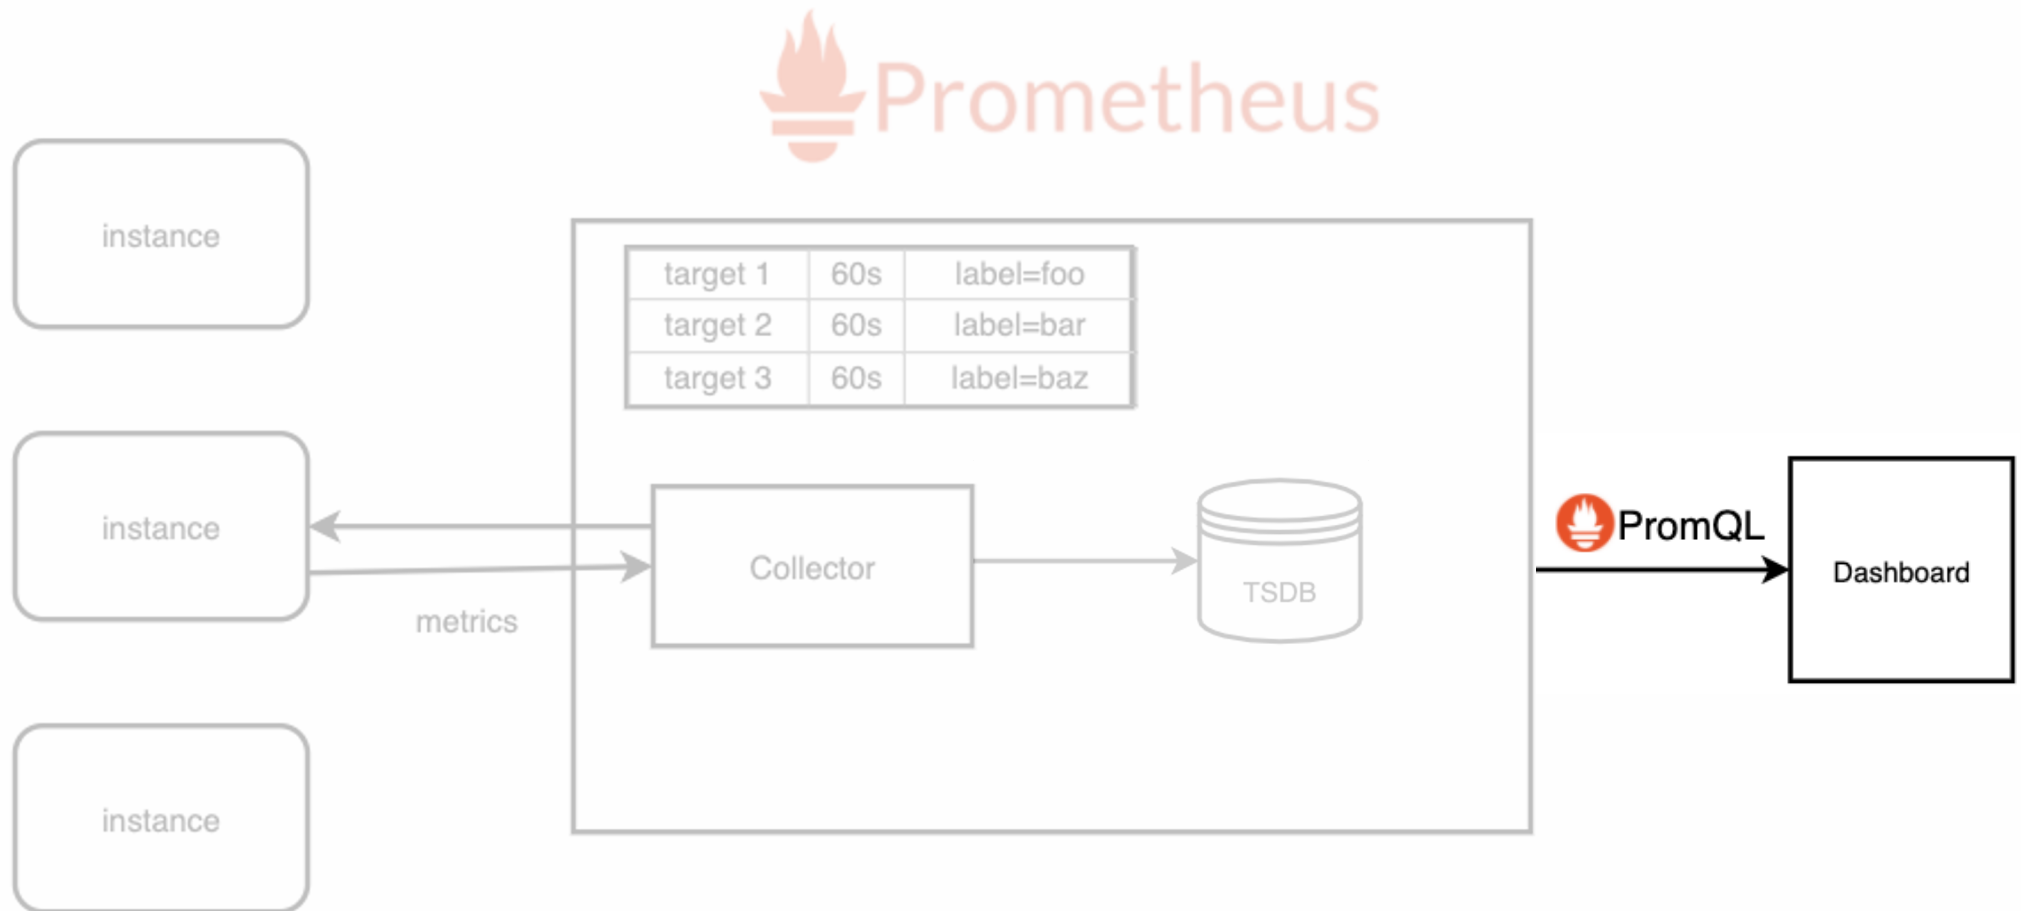 Prometheus
instance
target 1 60s label=foo
target 2 60s label=bar
target 3 60s label=baz
instance
metrics
Collector
TSDB
PromQL
Dashboard
instance